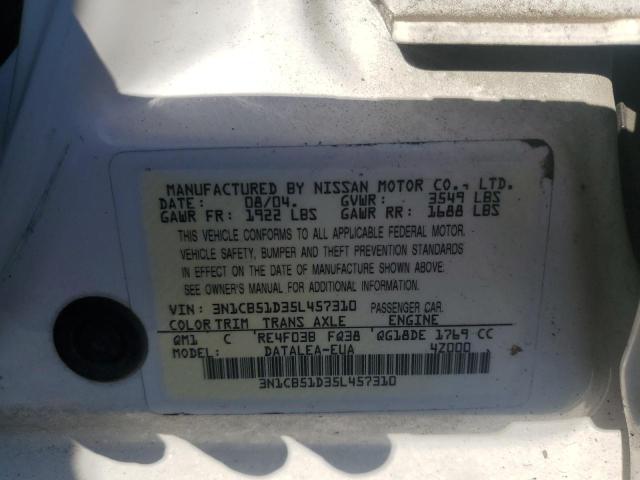 MANUFACTURED BY NISSAN MOTOR CO., LTD.
DATE: 08/04. GVWR: 3549 LBS
GAWR FR: 1922 LBS GAWR RR: 1688 LBS
THIS VEHICLE CONFORMS TO ALL APPLICABLE FEDERAL MOTOR
VEHICLE SAFETY, BUMPER AND THEFT PREVENTION STANDARDS
IN EFFECT ON THE DATE OF MANUFACTURE SHOWN ABOVE.
SEE OWNER'S MANUAL FOR ADDITIONAL CAUTIONS
VIN: 3N1CB51D35L457310 PASSENGER CAR.
COLOR TRIM TRANS AXLE ENGINE
QM1 C RE4F03B FQ38 QG18DE 1769 CC
MODEL: DATALEA-EUA 4Z000
3N1CB51D35L457310